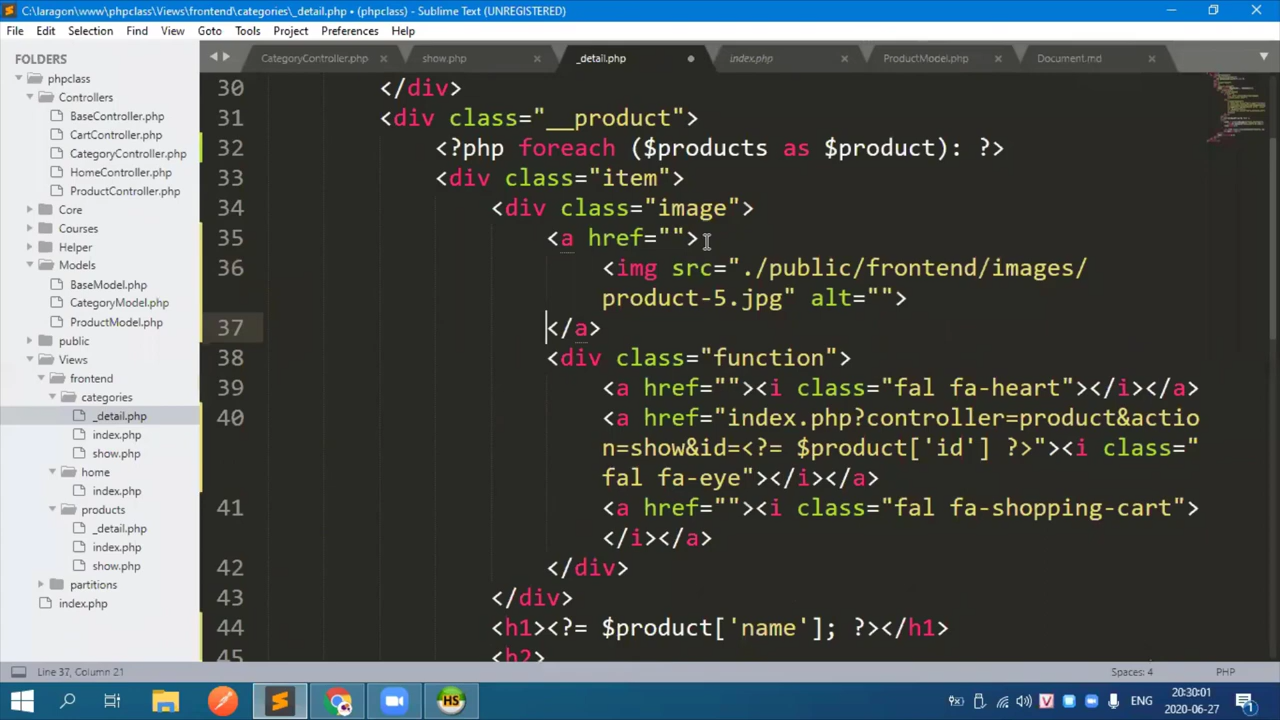 C:\laragon\www\phpclass\Views\frontend\categories\_detail.php • (phpclass) - Sublime Text (UNREGISTERED)
File Edit Selection Find View Goto Tools Project Preferences Help
FOLDERS
phpclass
Controllers
BaseController.php
CartController.php
CategoryController.php
HomeController.php
ProductController.php
Core
Courses
Helper
Models
BaseModel.php
CategoryModel.php
ProductModel.php
public
Views
frontend
categories
_detail.php
index.php
show.php
home
index.php
products
_detail.php
index.php
show.php
partitions
index.php
CategoryController.php show.php _detail.php index.php ProductModel.php Document.md
30 </div>
31 <div class="__product">
32 <?php foreach ($products as $product): ?>
33 <div class="item">
34 <div class="image">
35 <a href="">
36 <img src="./public/frontend/images/
product-5.jpg" alt="">
37 </a>
38 <div class="function">
39 <a href=""><i class="fal fa-heart"></i></a>
40 <a href="index.php?controller=product&actio
n=show&id=<?= $product['id'] ?>"><i class="
fal fa-eye"></i></a>
41 <a href=""><i class="fal fa-shopping-cart">
</i></a>
42 </div>
43 </div>
44 <h1><?= $product['name']; ?></h1>
45 <h2>
Line 37, Column 21 Spaces: 4 PHP
HS ENG 20:30:01
2020-06-27